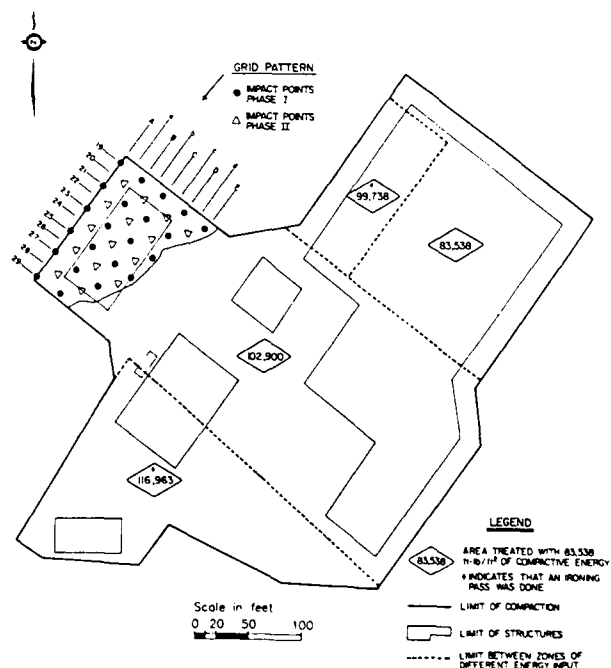 Z
GRID PATTERN
IMPACT POINTS
PHASE I
IMPACT POINTS
PHASE II
19
20
21
22
23
24
25
26
27
28
29
99,738
83,538
102,900
116,963
LEGEND
83,538
AREA TREATED WITH 83,538
ft-lb/ft² OF COMPACTIVE ENERGY
INDICATES THAT AN IRONING
PASS WAS DONE
LIMIT OF COMPACTION
LIMIT OF STRUCTURES
LIMIT BETWEEN ZONES OF
DIFFERENT ENERGY INPUT
Scale in feet
0 20 50 100